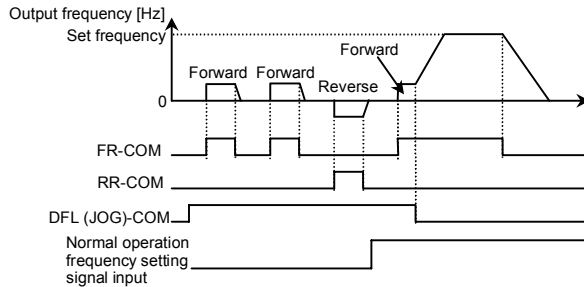 Output frequency [Hz]
Set frequency
Forward
Forward Forward
Reverse
0
FR-COM
RR-COM
DFL (JOG)-COM
Normal operation
frequency setting
signal input